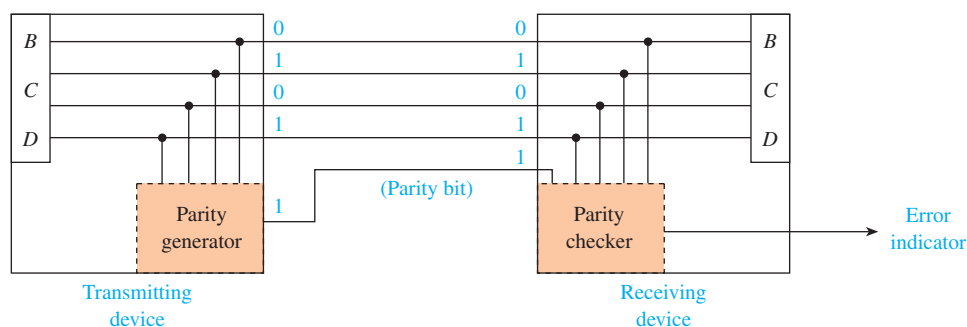 0
0
B
B
1
1
C
C
0
0
D
D
1
1
1
(Parity bit)
1
Parity
generator
Parity
checker
Error
indicator
Transmitting
device
Receiving
device